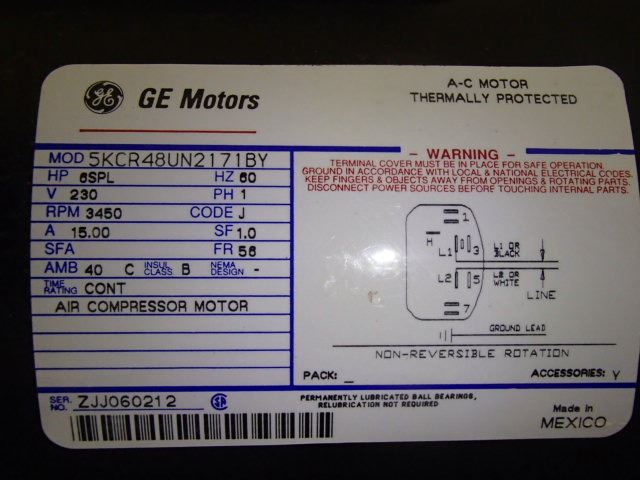 GE Motors
A-C MOTOR
THERMALLY PROTECTED
MOD 5KCR48UN2171BY
HP 6SPL HZ 60
V 230 PH 1
RPM 3450 CODE J
A 15.00 SF 1.0
SFA FR 56
AMB 40 C INSUL CLASS B NEMA DESIGN -
TIME RATING CONT
AIR COMPRESSOR MOTOR
SER. NO. ZJJ060212
- WARNING -
TERMINAL COVER MUST BE IN PLACE FOR SAFE OPERATION.
GROUND IN ACCORDANCE WITH LOCAL & NATIONAL ELECTRICAL CODES.
KEEP FINGERS & OBJECTS AWAY FROM OPENINGS & ROTATING PARTS.
DISCONNECT POWER SOURCES BEFORE TOUCHING INTERNAL PARTS.
1
H
L1 3 L1 OR BLACK
L2 5 L2 OR WHITE
LINE
7
GROUND LEAD
NON-REVERSIBLE ROTATION
PACK: _ ACCESSORIES: Y
PERMANENTLY LUBRICATED BALL BEARINGS,
RELUBRICATION NOT REQUIRED
Made in
MEXICO